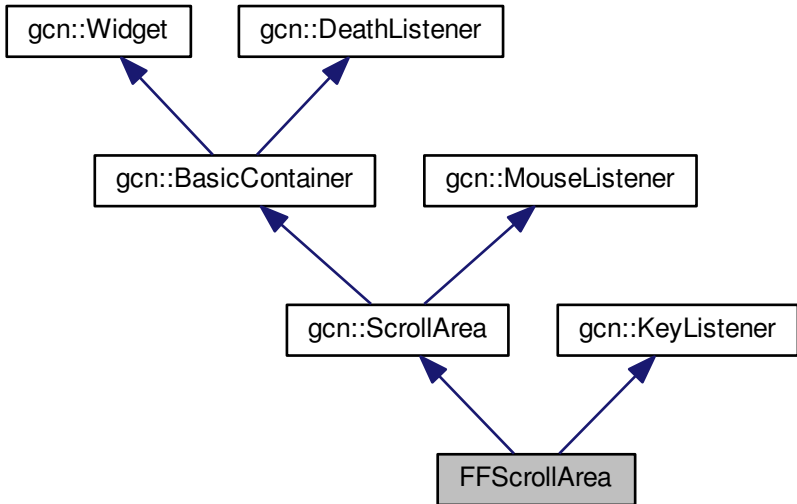 gcn::Widget
gcn::DeathListener
gcn::BasicContainer
gcn::MouseListener
gcn::ScrollArea
gcn::KeyListener
FFScrollArea